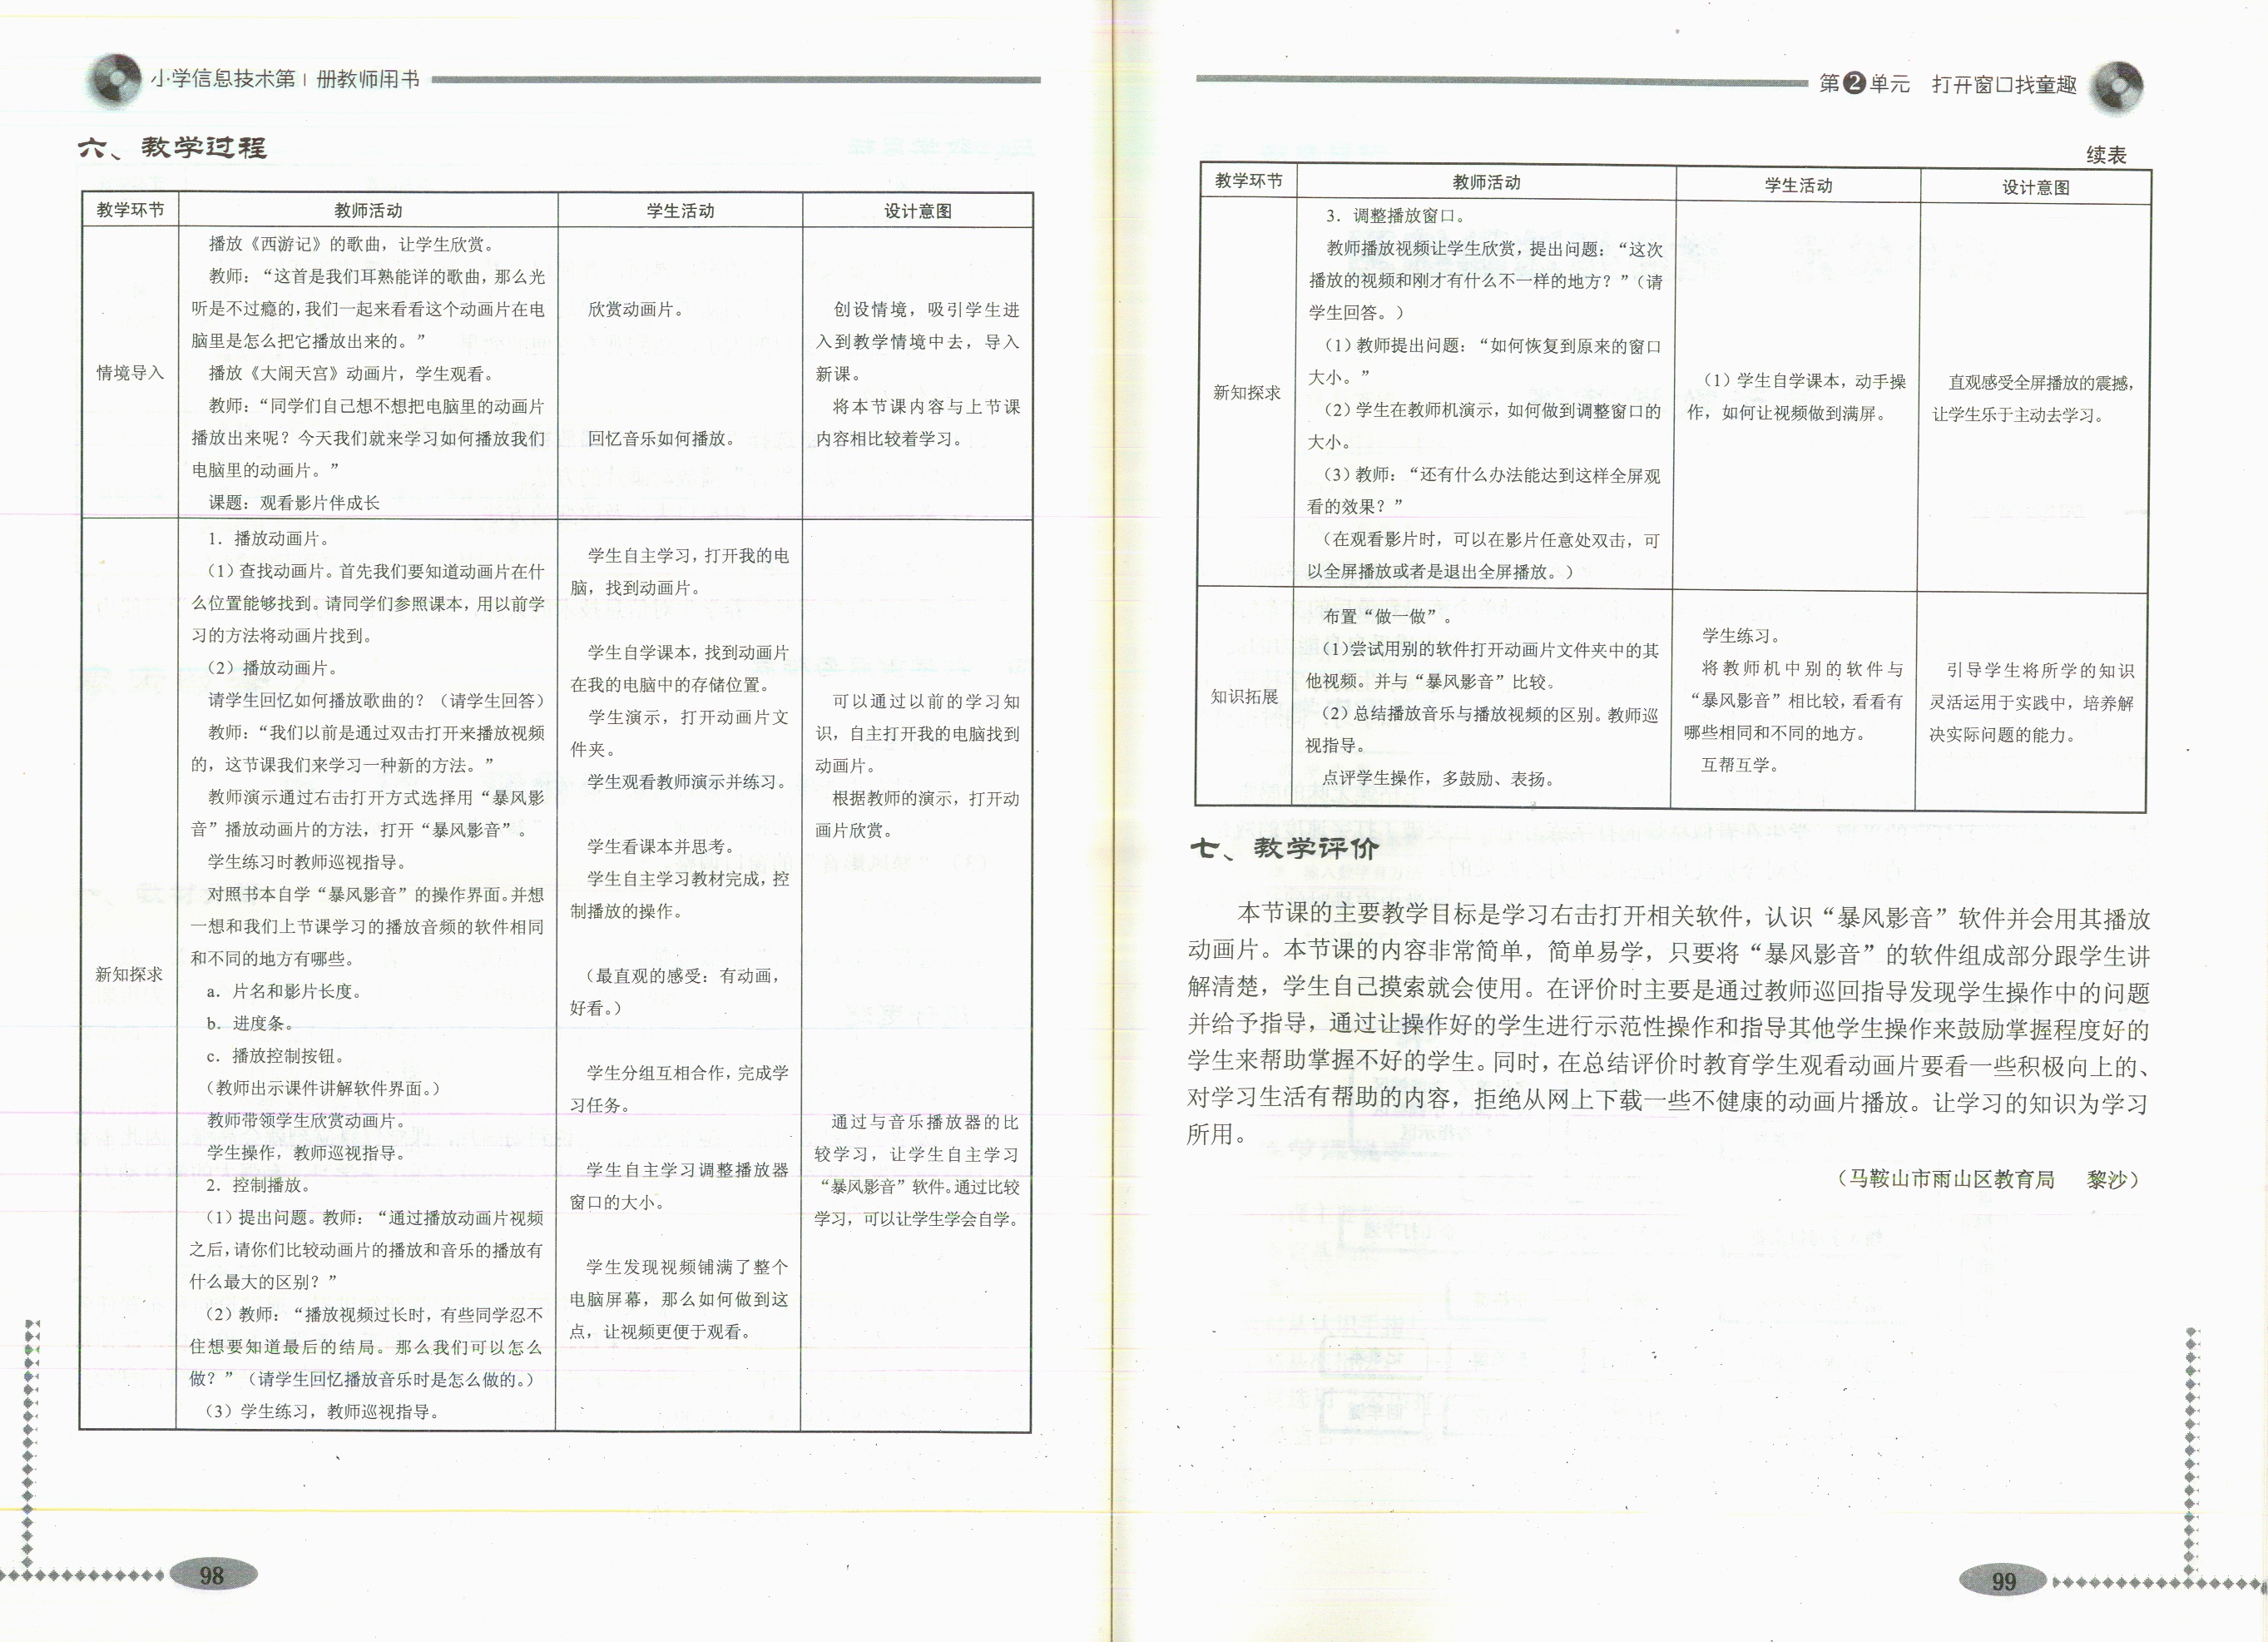 小学信息技术第1册教师用书
六、教学过程
教学环节
教师活动
学生活动
设计意图
情境导入
播放《西游记》的歌曲，让学生欣赏。
教师：“这首是我们耳熟能详的歌曲，那么光
听是不过瘾的，我们一起来看看这个动画片在电
脑里是怎么把它播放出来的。”
播放《大闹天宫》动画片，学生观看。
教师：“同学们自己想不想把电脑里的动画片
播放出来呢？今天我们就来学习如何播放我们
电脑里的动画片。”
课题：观看影片伴成长
欣赏动画片。
回忆音乐如何播放。
创设情境，吸引学生进
入到教学情境中去，导入
新课。
将本节课内容与上节课
内容相比较着学习。
新知探求
1．播放动画片。
（1）查找动画片。首先我们要知道动画片在什
么位置能够找到。请同学们参照课本，用以前学
习的方法将动画片找到。
（2）播放动画片。
请学生回忆如何播放歌曲的？（请学生回答）
教师：“我们以前是通过双击打开来播放视频
的，这节课我们来学习一种新的方法。”
教师演示通过右击打开方式选择用“暴风影
音”播放动画片的方法，打开“暴风影音”。
学生练习时教师巡视指导。
对照书本自学“暴风影音”的操作界面。并想
一想和我们上节课学习的播放音频的软件相同
和不同的地方有哪些。
a．片名和影片长度。
b．进度条。
c．播放控制按钮。
（教师出示课件讲解软件界面。）
教师带领学生欣赏动画片。
学生操作，教师巡视指导。
2．控制播放。
（1）提出问题。教师：“通过播放动画片视频
之后，请你们比较动画片的播放和音乐的播放有
什么最大的区别？”
（2）教师：“播放视频过长时，有些同学忍不
住想要知道最后的结局。那么我们可以怎么
做？”（请学生回忆播放音乐时是怎么做的。）
（3）学生练习，教师巡视指导。
学生自主学习，打开我的电
脑，找到动画片。
学生自学课本，找到动画片
在我的电脑中的存储位置。
学生演示，打开动画片文
件夹。
学生观看教师演示并练习。
学生看课本并思考。
学生自主学习教材完成，控
制播放的操作。
（最直观的感受：有动画，
好看。）
学生分组互相合作，完成学
习任务。
学生自主学习调整播放器
窗口的大小。
学生发现视频铺满了整个
电脑屏幕，那么如何做到这
点，让视频更便于观看。
可以通过以前的学习知
识，自主打开我的电脑找到
动画片。
根据教师的演示，打开动
画片欣赏。
通过与音乐播放器的比
较学习，让学生自主学习
“暴风影音”软件。通过比较
学习，可以让学生学会自学。
98
第2单元 打开窗口找童趣
续表
教学环节
教师活动
学生活动
设计意图
新知探求
3．调整播放窗口。
教师播放视频让学生欣赏，提出问题：“这次
播放的视频和刚才有什么不一样的地方？”（请
学生回答。）
（1）教师提出问题：“如何恢复到原来的窗口
大小。”
（2）学生在教师机演示，如何做到调整窗口的
大小。
（3）教师：“还有什么办法能达到这样全屏观
看的效果？”
（在观看影片时，可以在影片任意处双击，可
以全屏播放或者是退出全屏播放。）
（1）学生自学课本，动手操
作，如何让视频做到满屏。
直观感受全屏播放的震撼，
让学生乐于主动去学习。
知识拓展
布置“做一做”。
（1）尝试用别的软件打开动画片文件夹中的其
他视频。并与“暴风影音”比较。
（2）总结播放音乐与播放视频的区别。教师巡
视指导。
点评学生操作，多鼓励、表扬。
学生练习。
将教师机中别的软件与
“暴风影音”相比较，看看有
哪些相同和不同的地方。
互帮互学。
引导学生将所学的知识
灵活运用于实践中，培养解
决实际问题的能力。
七、教学评价
本节课的主要教学目标是学习右击打开相关软件，认识“暴风影音”软件并会用其播放
动画片。本节课的内容非常简单，简单易学，只要将“暴风影音”的软件组成部分跟学生讲
解清楚，学生自己摸索就会使用。在评价时主要是通过教师巡回指导发现学生操作中的问题
并给予指导，通过让操作好的学生进行示范性操作和指导其他学生操作来鼓励掌握程度好的
学生来帮助掌握不好的学生。同时，在总结评价时教育学生观看动画片要看一些积极向上的、
对学习生活有帮助的内容，拒绝从网上下载一些不健康的动画片播放。让学习的知识为学习
所用。
（马鞍山市雨山区教育局 黎沙）
99